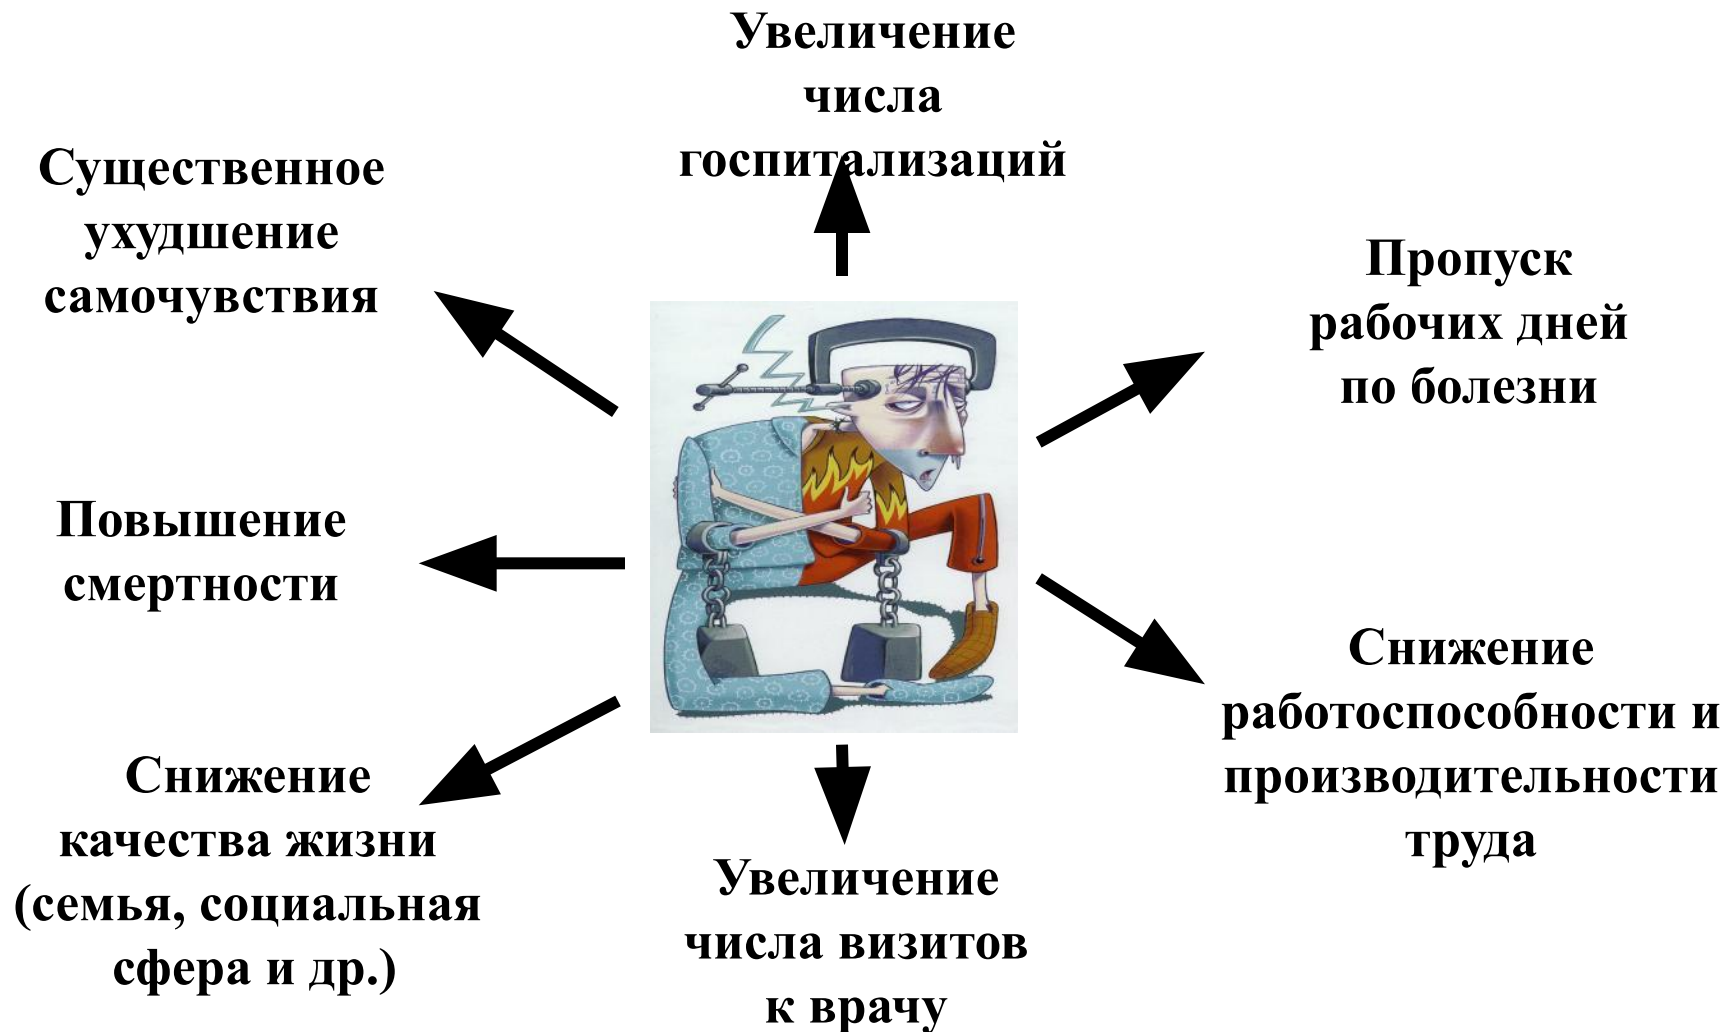 Увеличение
числа
госпитализаций
Существенное
ухудшение
самочувствия
Пропуск
рабочих дней
по болезни
Повышение
смертности
Снижение
работоспособности и
производительности
труда
Снижение
качества жизни
(семья, социальная
сфера и др.)
Увеличение
числа визитов
к врачу